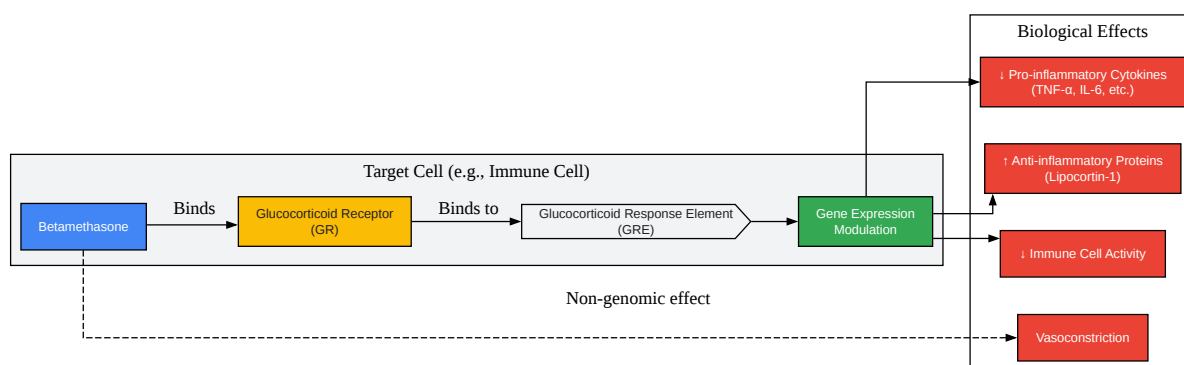 Biological Effects
↓ Pro-inflammatory Cytokines
(TNF-α, IL-6, etc.)
Target Cell (e.g., Immune Cell)
↑ Anti-inflammatory Proteins
(Lipocortin-1)
Betamethasone
Binds
Glucocorticoid Receptor
(GR)
Binds to
Glucocorticoid Response Element
(GRE)
Gene Expression
Modulation
↓ Immune Cell Activity
Non-genomic effect
Vasoconstriction